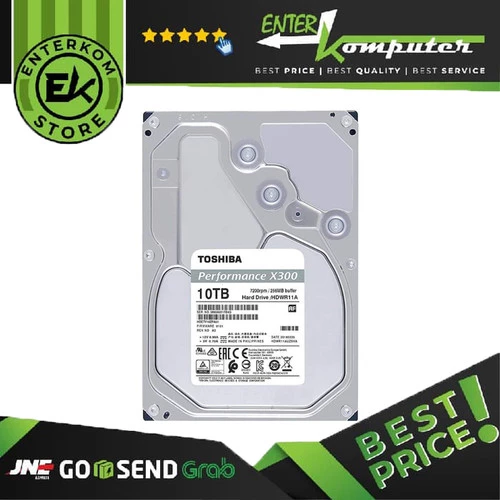 ENTERKOM
EK
STORE
ENTER
Komputer
BEST PRICE | BEST QUALITY | BEST SERVICE
TOSHIBA
Performance X300
10TB
7200rpm / 256MB buffer
Hard Drive /HDWR11A
MADE IN PHILIPPINES
JNE
EXPRESS
GO SEND
Grab
BEST
PRICE!